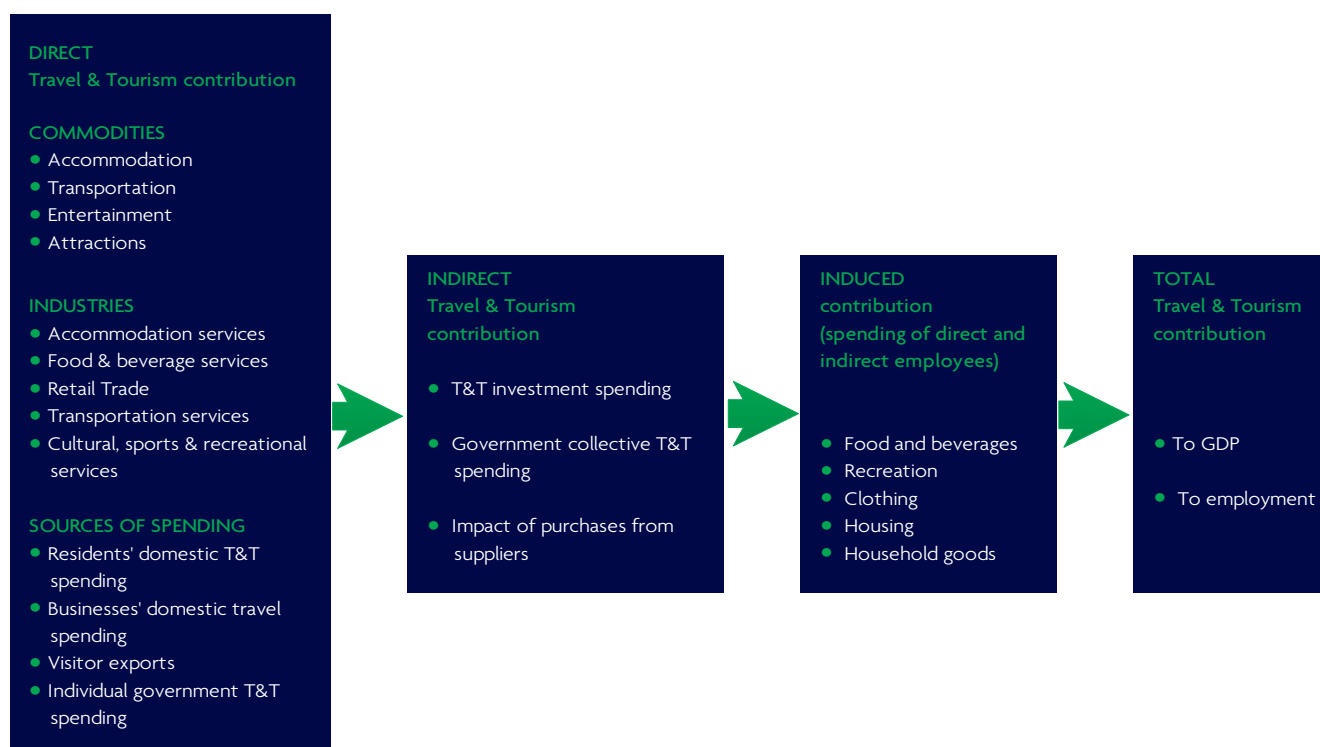 DIRECT
Travel & Tourism contribution
COMMODITIES
• Accommodation
• Transportation
• Entertainment
• Attractions
INDUSTRIES
• Accommodation services
• Food & beverage services
• Retail Trade
• Transportation services
• Cultural, sports & recreational
services
SOURCES OF SPENDING
• Residents' domestic T&T
spending
• Businesses' domestic travel
spending
• Visitor exports
• Individual government T&T
spending
INDIRECT
Travel & Tourism
contribution
• T&T investment spending
• Government collective T&T
spending
• Impact of purchases from
suppliers
INDUCED
contribution
(spending of direct and
indirect employees)
• Food and beverages
• Recreation
• Clothing
• Housing
• Household goods
TOTAL
Travel & Tourism
contribution
• To GDP
• To employment